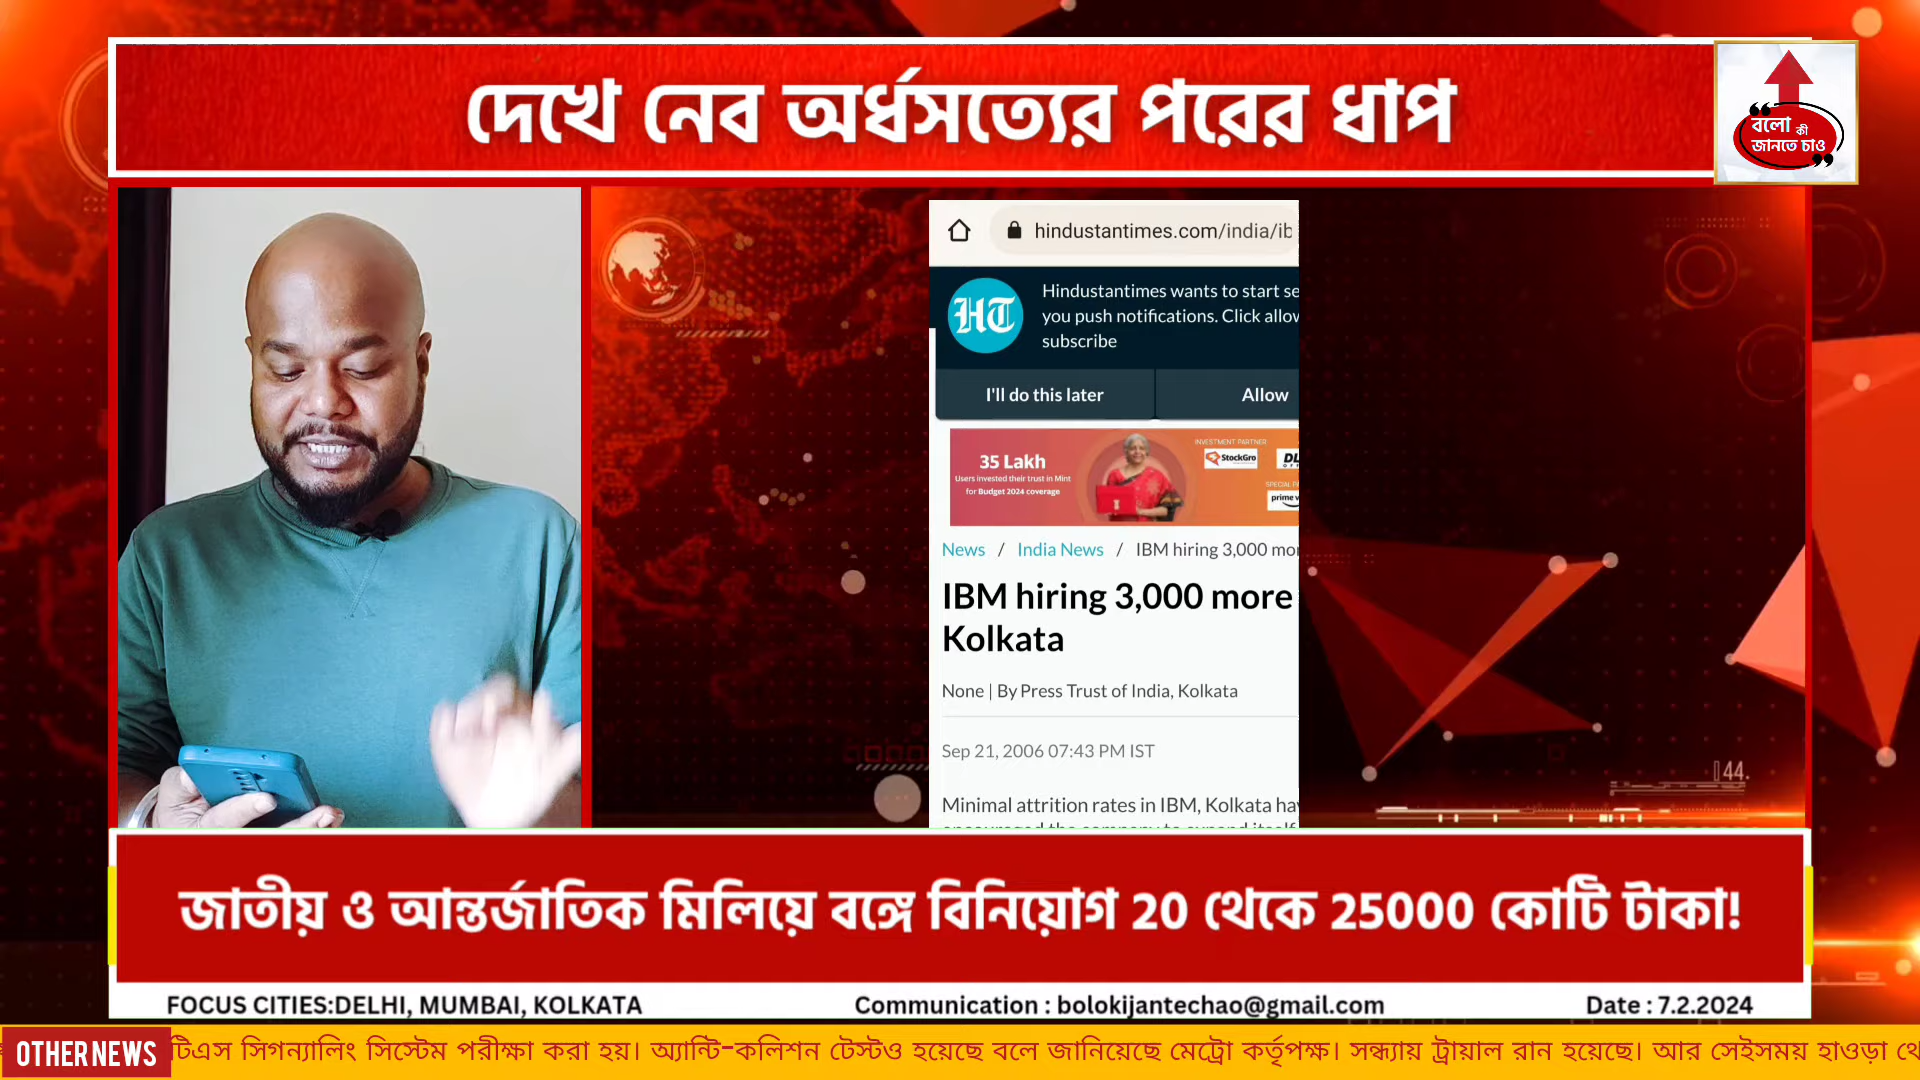 দেখে নেব অর্ধসত্যের পরের ধাপ
বলো কী
জানতে চাও
hindustantimes.com/india/ib
HT
Hindustantimes wants to start se
you push notifications. Click allow
subscribe
I'll do this later
Allow
35 Lakh
Users invested their trust in Mint
for Budget 2024 coverage
INVESTMENT PARTNER
StockGro
News / India News / IBM hiring 3,000 mor
IBM hiring 3,000 more
Kolkata
None | By Press Trust of India, Kolkata
Sep 21, 2006 07:43 PM IST
Minimal attrition rates in IBM, Kolkata hav
44.
জাতীয় ও আন্তর্জাতিক মিলিয়ে বঙ্গে বিনিয়োগ 20 থেকে 25000 কোটি টাকা!
FOCUS CITIES:DELHI, MUMBAI, KOLKATA
Communication : bolokijantechao@gmail.com
Date : 7.2.2024
OTHER NEWS
টিএস সিগন্যালিং সিস্টেম পরীক্ষা করা হয়। অ্যান্টি-কলিশন টেস্টও হয়েছে বলে জানিয়েছে মেট্রো কর্তৃপক্ষ। সন্ধ্যায় ট্রায়াল রান হয়েছে। আর সেইসময় হাওড়া থে